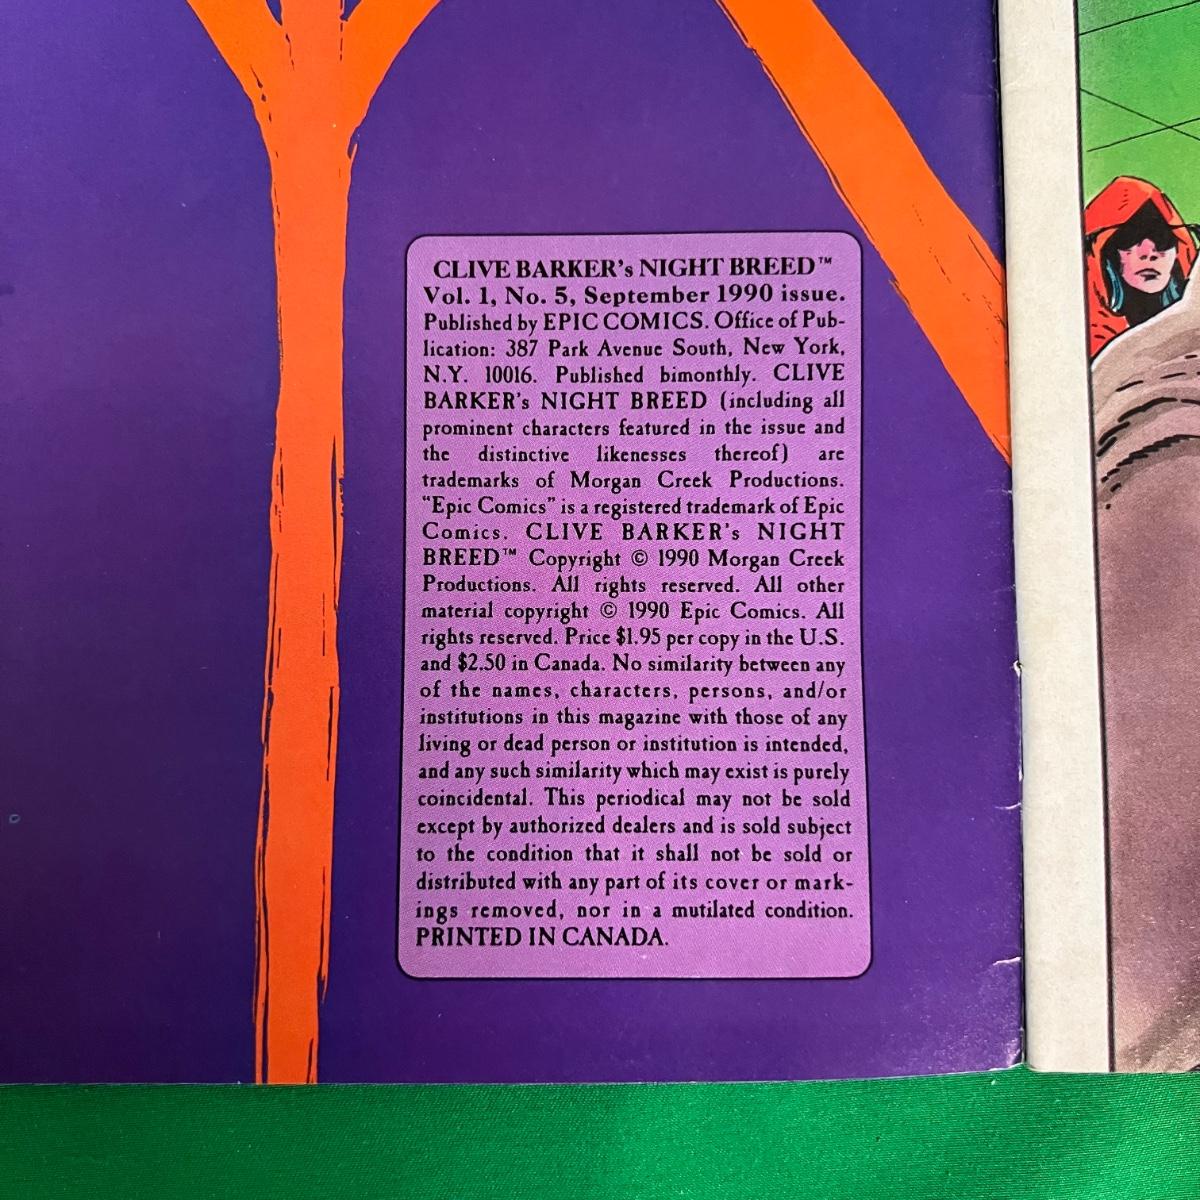 CLIVE BARKER's NIGHT BREED™
Vol. 1, No. 5, September 1990 issue.
Published by EPIC COMICS. Office of Pub-
lication: 387 Park Avenue South, New York,
N.Y. 10016. Published bimonthly. CLIVE
BARKER's NIGHT BREED (including all
prominent characters featured in the issue and
the distinctive likenesses thereof) are
trademarks of Morgan Creek Productions.
“Epic Comics” is a registered trademark of Epic
Comics. CLIVE BARKER's NIGHT
BREED™ Copyright © 1990 Morgan Creek
Productions. All rights reserved. All other
material copyright © 1990 Epic Comics. All
rights reserved. Price $1.95 per copy in the U.S.
and $2.50 in Canada. No similarity between any
of the names, characters, persons, and/or
institutions in this magazine with those of any
living or dead person or institution is intended,
and any such similarity which may exist is purely
coincidental. This periodical may not be sold
except by authorized dealers and is sold subject
to the condition that it shall not be sold or
distributed with any part of its cover or mark-
ings removed, nor in a mutilated condition.
PRINTED IN CANADA.